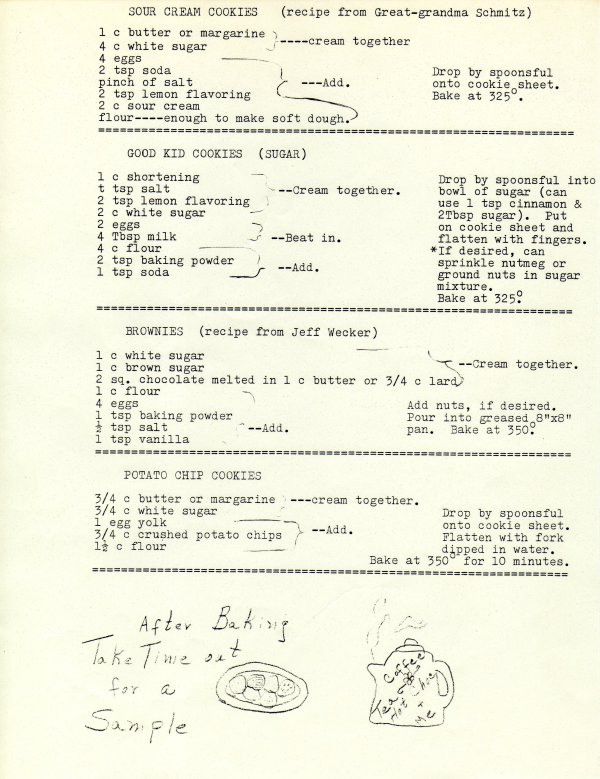 SOUR CREAM COOKIES (recipe from Great-grandma Schmitz)
1 c butter or margarine
4 c white sugar ----cream together
4 eggs
2 tsp soda
pinch of salt ---Add.
2 tsp lemon flavoring
2 c sour cream
flour----enough to make soft dough.
Drop by spoonsful
onto cookie sheet.
Bake at 325°.
GOOD KID COOKIES (SUGAR)
1 c shortening
t tsp salt
2 tsp lemon flavoring --Cream together.
2 c white sugar
2 eggs
4 Tbsp milk --Beat in.
4 c flour
2 tsp baking powder
1 tsp soda --Add.
Drop by spoonsful into
bowl of sugar (can
use 1 tsp cinnamon &
2Tbsp sugar). Put
on cookie sheet and
flatten with fingers.
*If desired, can
sprinkle nutmeg or
ground nuts in sugar
mixture.
Bake at 325°.
BROWNIES (recipe from Jeff Wecker)
1 c white sugar
1 c brown sugar --Cream together.
2 sq. chocolate melted in 1 c butter or 3/4 c lard
1 c flour
4 eggs
1 tsp baking powder
½ tsp salt --Add.
1 tsp vanilla
Add nuts, if desired.
Pour into greased 8"x8"
pan. Bake at 350°.
POTATO CHIP COOKIES
3/4 c butter or margarine ---cream together.
3/4 c white sugar
1 egg yolk
3/4 c crushed potato chips --Add.
1½ c flour
Drop by spoonsful
onto cookie sheet.
Flatten with fork
dipped in water.
Bake at 350° for 10 minutes.
After Baking
Take Time out
for a
Sample
Coffee
Tea
Hot Choc
+
Me